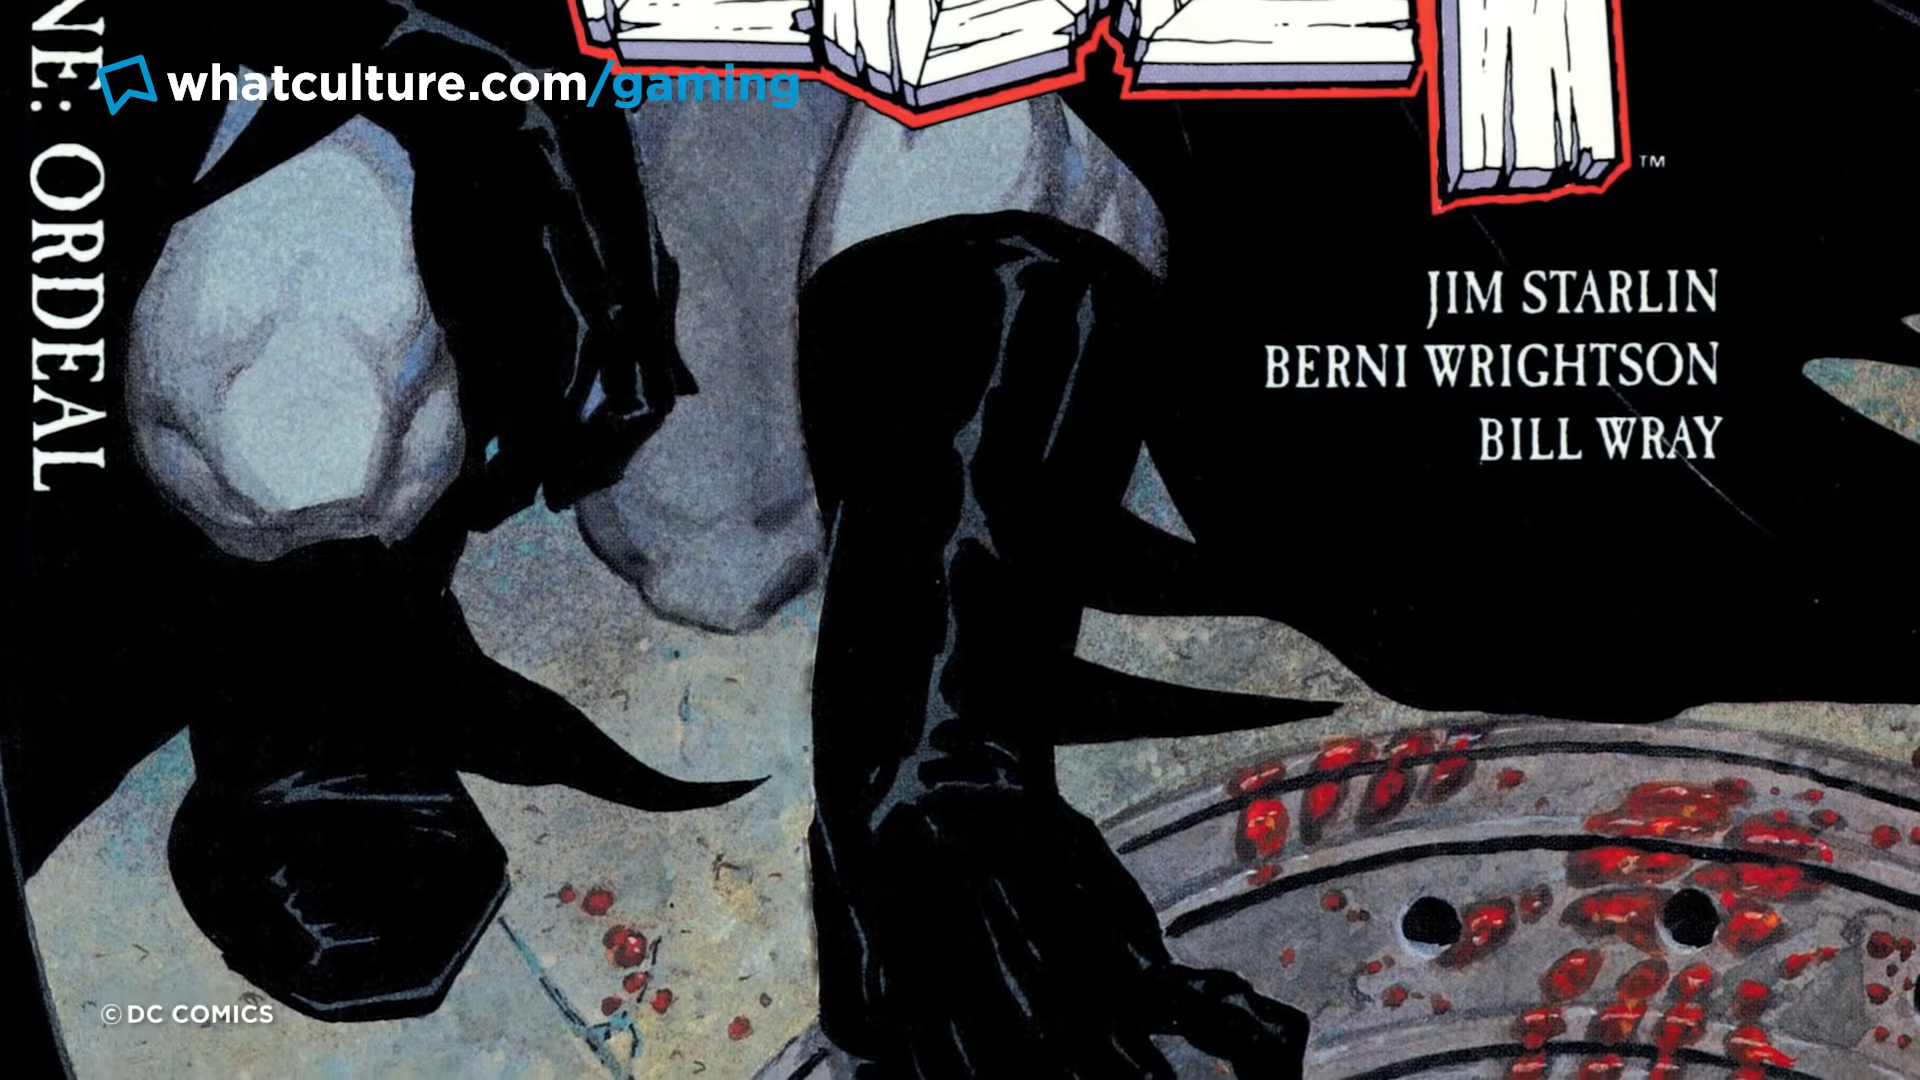 NE: ORDEAL
whatculture.com/gaming
TM
JIM STARLIN
BERNI WRIGHTSON
BILL WRAY
© DC COMICS